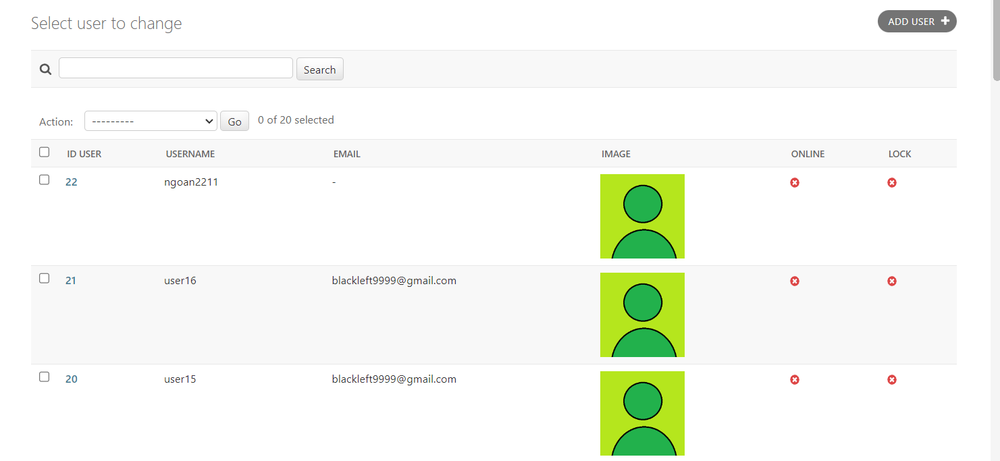 Select user to change
ADD USER
Search
Action: --------- Go 0 of 20 selected
ID USER USERNAME EMAIL IMAGE ONLINE LOCK
22 ngoan2211 -
21 user16 blackleft9999@gmail.com
20 user15 blackleft9999@gmail.com